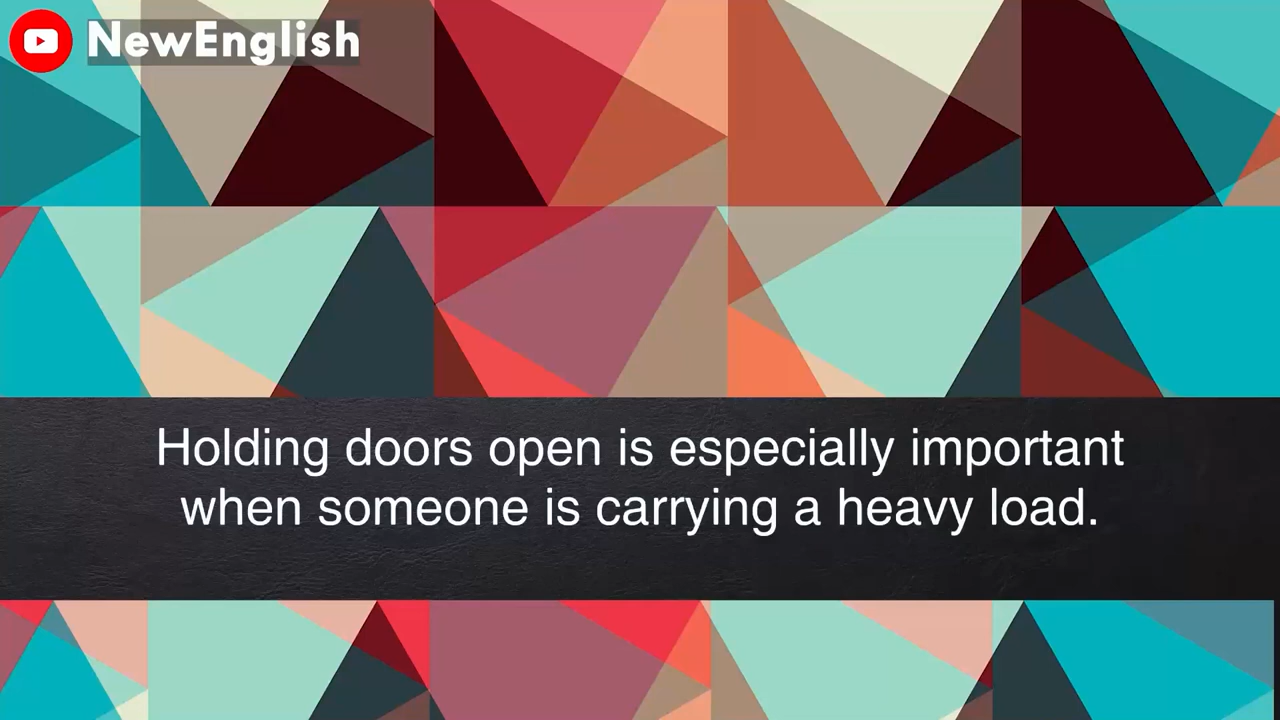 NewEnglish
Holding doors open is especially important
when someone is carrying a heavy load.